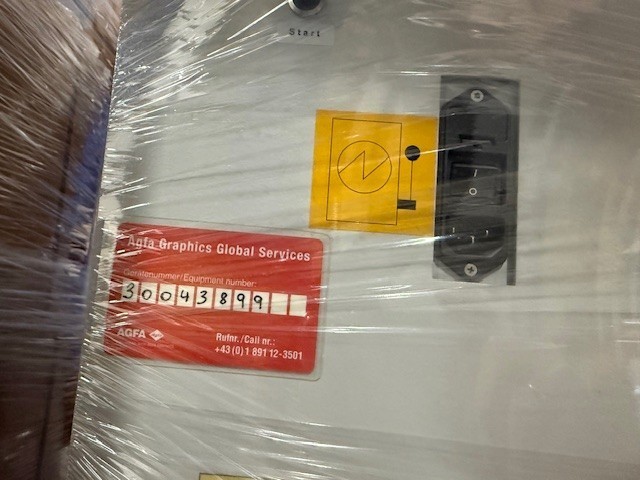 Start
Agfa Graphics Global Services
Gerätenummer/Equipment number:
30043899
AGFA
Rufnr./Call nr.:
+43 (0) 1 891 12-3501